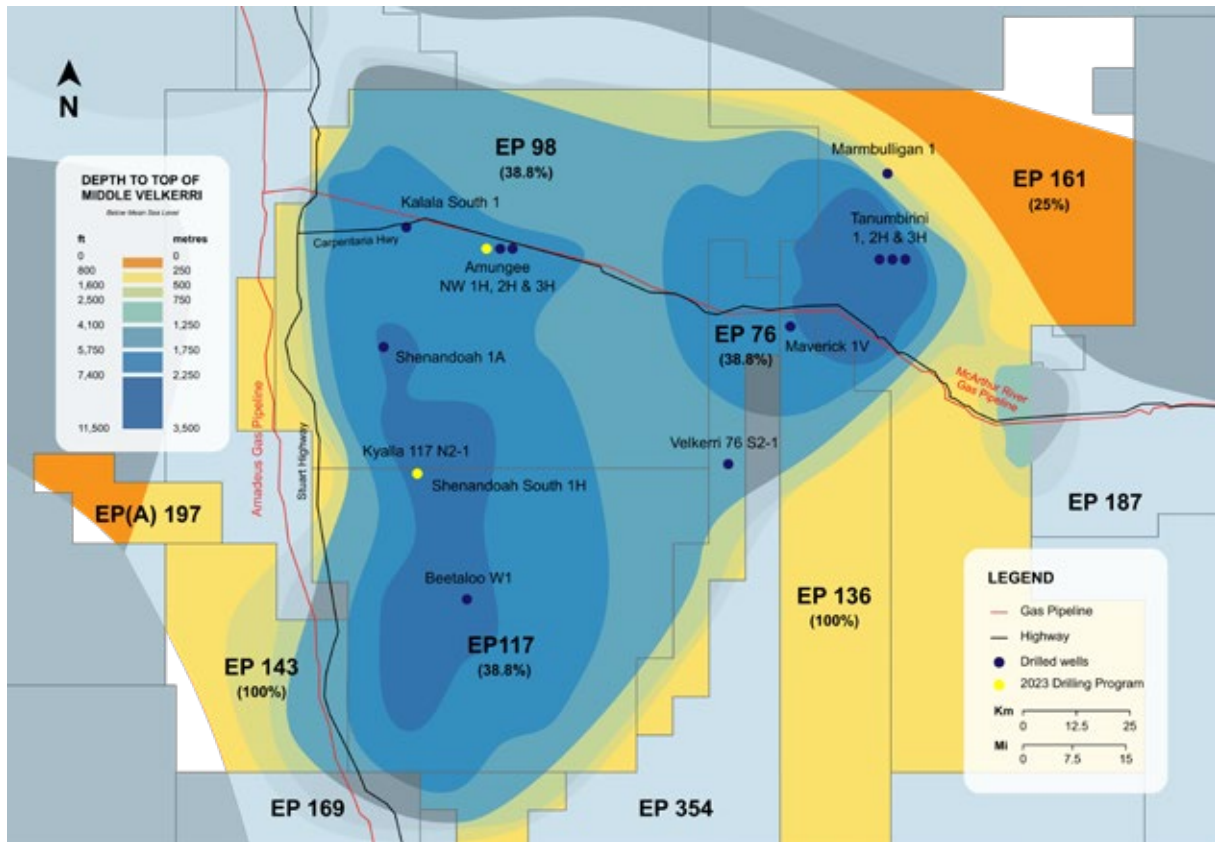 N
EP 98
(38.8%)
Marmbulligan 1
EP 161
(25%)
DEPTH TO TOP OF
MIDDLE VELKERRI
Below Mean Sea Level
ft metres
0 0
800 250
1,600 500
2,500 750
4,100 1,250
5,750 1,750
7,400 2,250
11,500 3,500
Kalala South 1
Carpentaria Hwy
Tanumbirini
1, 2H & 3H
Amungee
NW 1H, 2H & 3H
EP 76
(38.8%)
Maverick 1V
Shenandoah 1A
McArthur River
Gas Pipeline
Amadeus Gas Pipeline
Stuart Highway
Kyalla 117 N2-1
Shenandoah South 1H
Velkerri 76 S2-1
EP(A) 197
EP 187
Beetaloo W1
EP117
(38.8%)
EP 136
(100%)
EP 143
(100%)
LEGEND
Gas Pipeline
Highway
Drilled wells
2023 Drilling Program
Km
0 12.5 25
Mi
0 7.5 15
EP 169
EP 354